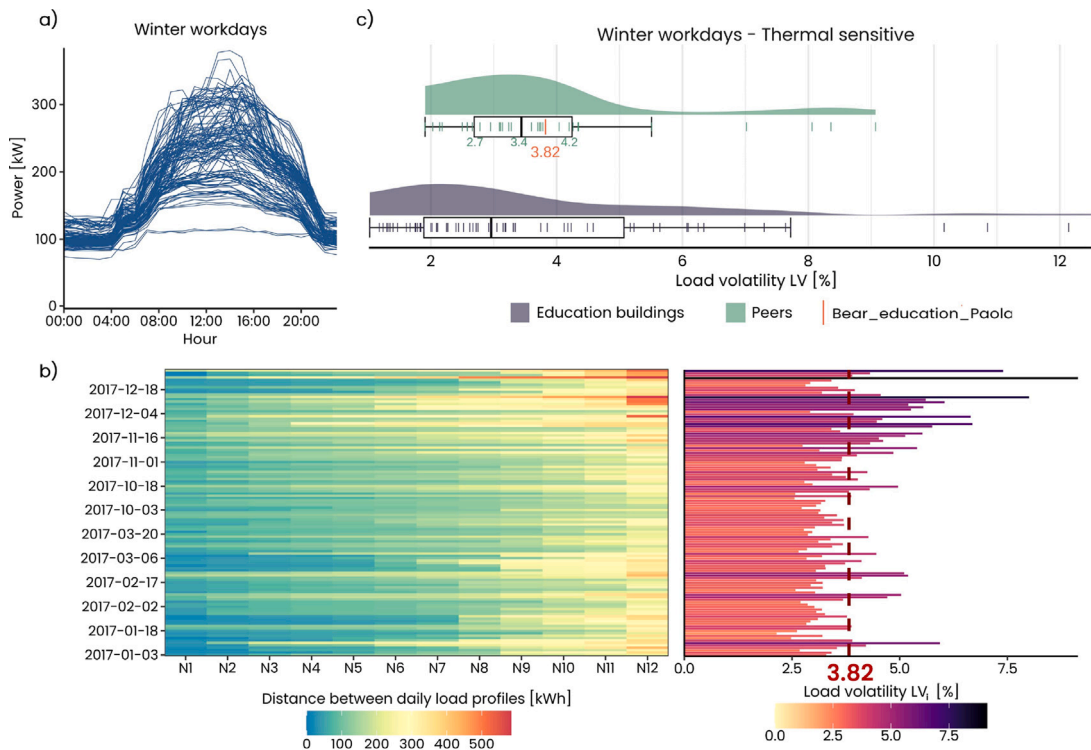 a)
Winter workdays
Power [kW]
300
200
100
0
00:00 04:00 08:00 12:00 16:00 20:00
Hour
c)
Winter workdays - Thermal sensitive
2.7 3.4 4.2
3.82
2 4 6 8 10 12
Load volatility LV [%]
Education buildings Peers Bear_education_Paola
b)
2017-12-18
2017-12-04
2017-11-16
2017-11-01
2017-10-18
2017-10-03
2017-03-20
2017-03-06
2017-02-17
2017-02-02
2017-01-18
2017-01-03
N1 N2 N3 N4 N5 N6 N7 N8 N9 N10 N11 N12
Distance between daily load profiles [kWh]
0 100 200 300 400 500
0.0 2.5 5.0 7.5
3.82
Load volatility LVi [%]
0.0 2.5 5.0 7.5